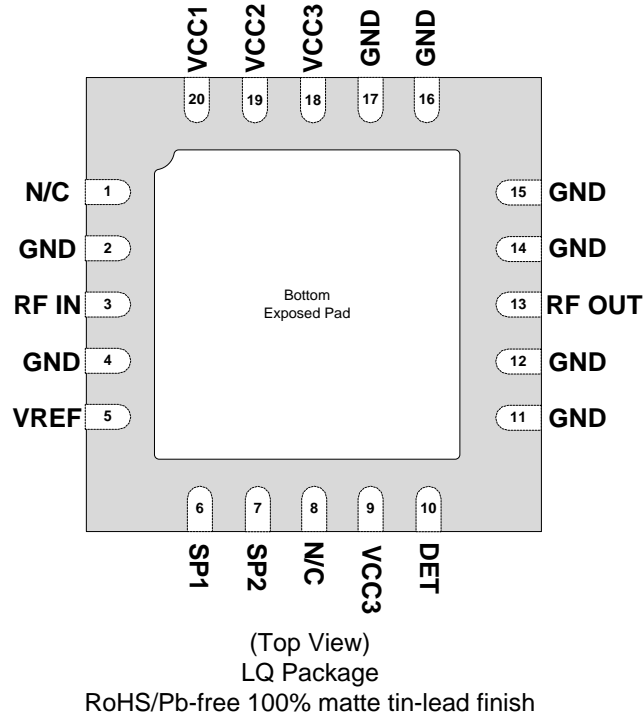 VCC1
VCC2
VCC3
GND
GND
20
19
18
17
16
N/C
1
15
GND
GND
2
14
GND
RF IN
3
Bottom
Exposed Pad
13
RF OUT
GND
4
12
GND
VREF
5
11
GND
6
7
8
9
10
SP1
SP2
N/C
VCC3
DET
(Top View)
LQ Package
RoHS/Pb-free 100% matte tin-lead finish